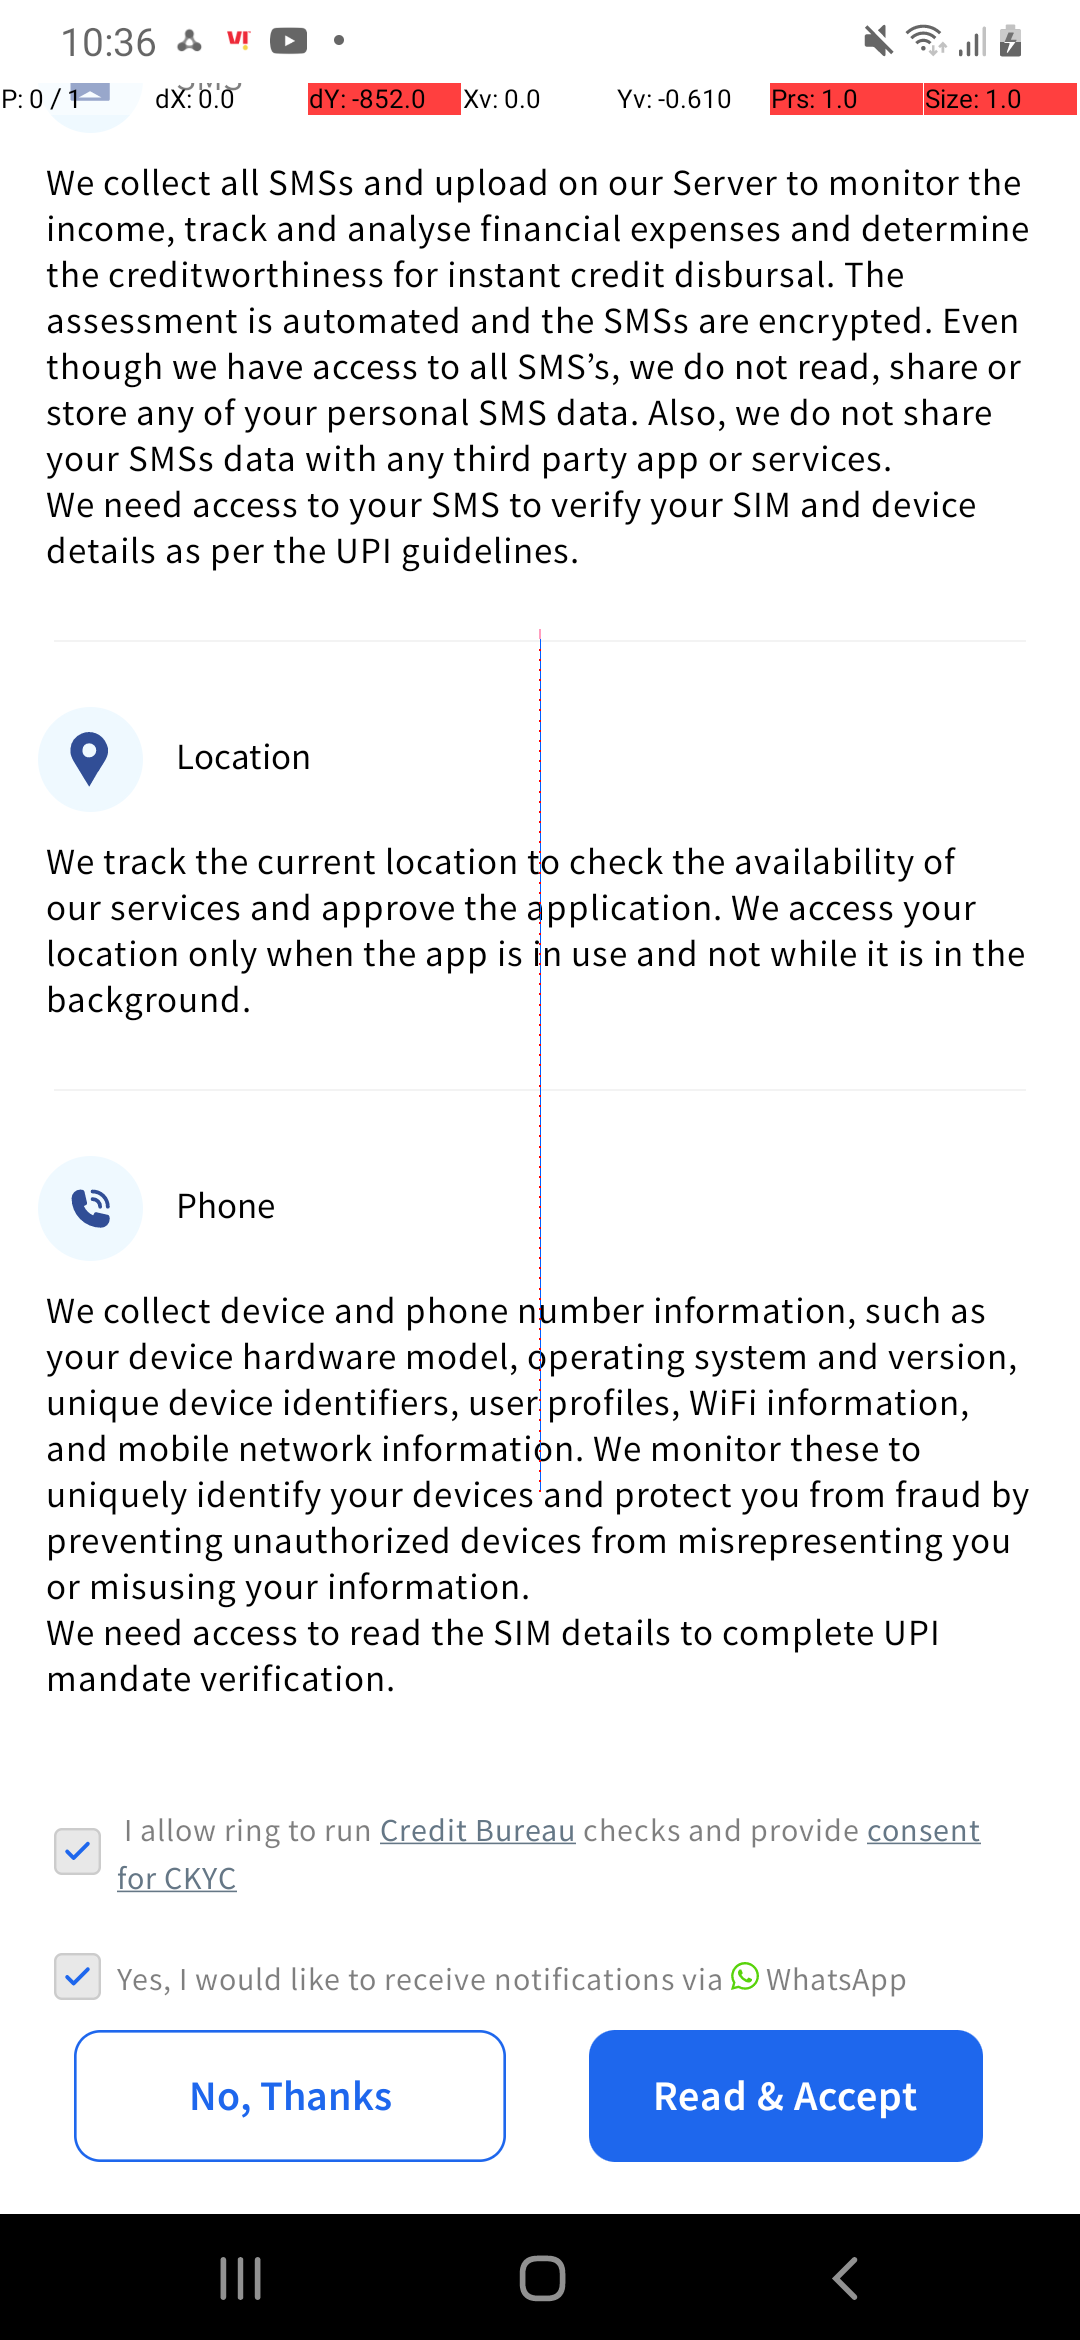 10:36
P: 0 / 1 dX: 0.0 dY: -852.0 Xv: 0.0 Yv: -0.610 Prs: 1.0 Size: 1.0
We collect all SMSs and upload on our Server to monitor the
income, track and analyse financial expenses and determine
the creditworthiness for instant credit disbursal. The
assessment is automated and the SMSs are encrypted. Even
though we have access to all SMS’s, we do not read, share or
store any of your personal SMS data. Also, we do not share
your SMSs data with any third party app or services.
We need access to your SMS to verify your SIM and device
details as per the UPI guidelines.
Location
We track the current location to check the availability of
our services and approve the application. We access your
location only when the app is in use and not while it is in the
background.
Phone
We collect device and phone number information, such as
your device hardware model, operating system and version,
unique device identifiers, user profiles, WiFi information,
and mobile network information. We monitor these to
uniquely identify your devices and protect you from fraud by
preventing unauthorized devices from misrepresenting you
or misusing your information.
We need access to read the SIM details to complete UPI
mandate verification.
I allow ring to run Credit Bureau checks and provide consent
for CKYC
Yes, I would like to receive notifications via WhatsApp
No, Thanks
Read & Accept